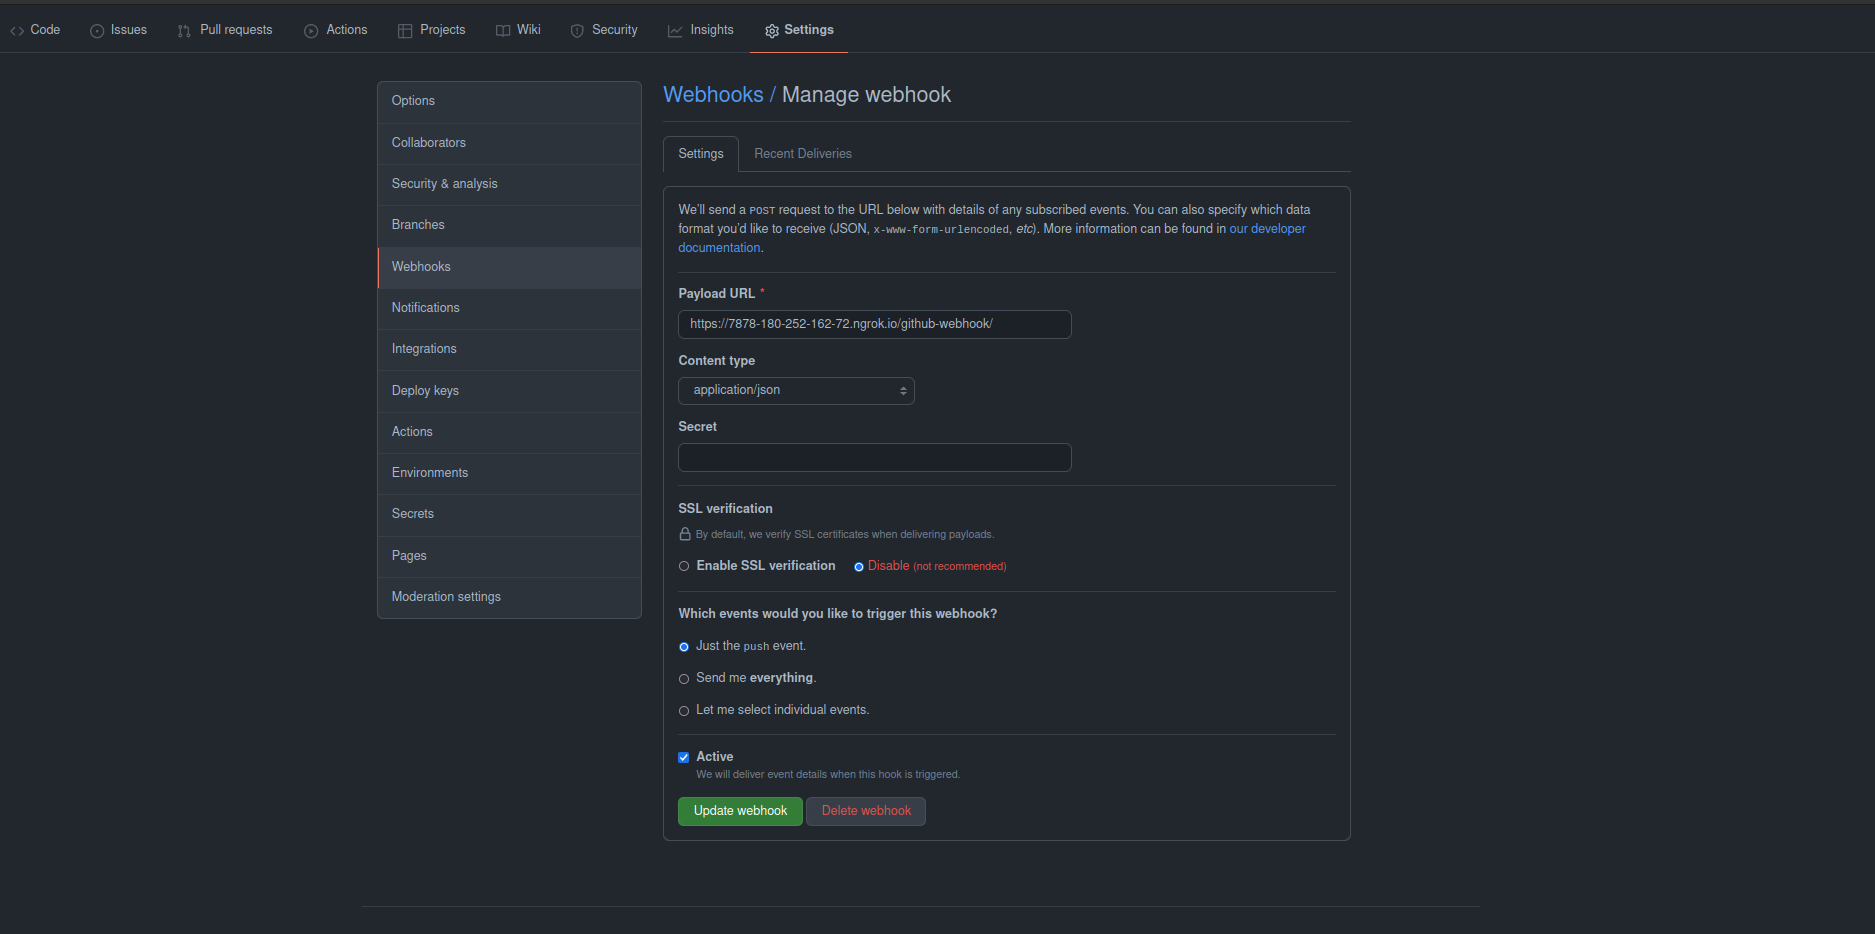 Code Issues Pull requests Actions Projects Wiki Security Insights Settings
Options
Collaborators
Security & analysis
Branches
Webhooks
Notifications
Integrations
Deploy keys
Actions
Environments
Secrets
Pages
Moderation settings
Webhooks / Manage webhook
Settings Recent Deliveries
We'll send a POST request to the URL below with details of any subscribed events. You can also specify which data
format you'd like to receive (JSON, x-www-form-urlencoded, etc). More information can be found in our developer
documentation.
Payload URL *
https://7878-180-252-162-72.ngrok.io/github-webhook/
Content type
application/json
Secret
SSL verification
By default, we verify SSL certificates when delivering payloads.
Enable SSL verification Disable (not recommended)
Which events would you like to trigger this webhook?
Just the push event.
Send me everything.
Let me select individual events.
Active
We will deliver event details when this hook is triggered.
Update webhook Delete webhook